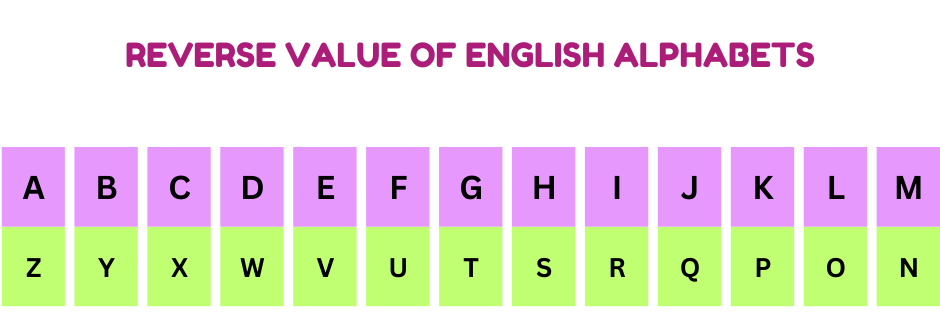 REVERSE VALUE OF ENGLISH ALPHABETS
A B C D E F G H I J K L M
Z Y X W V U T S R Q P O N